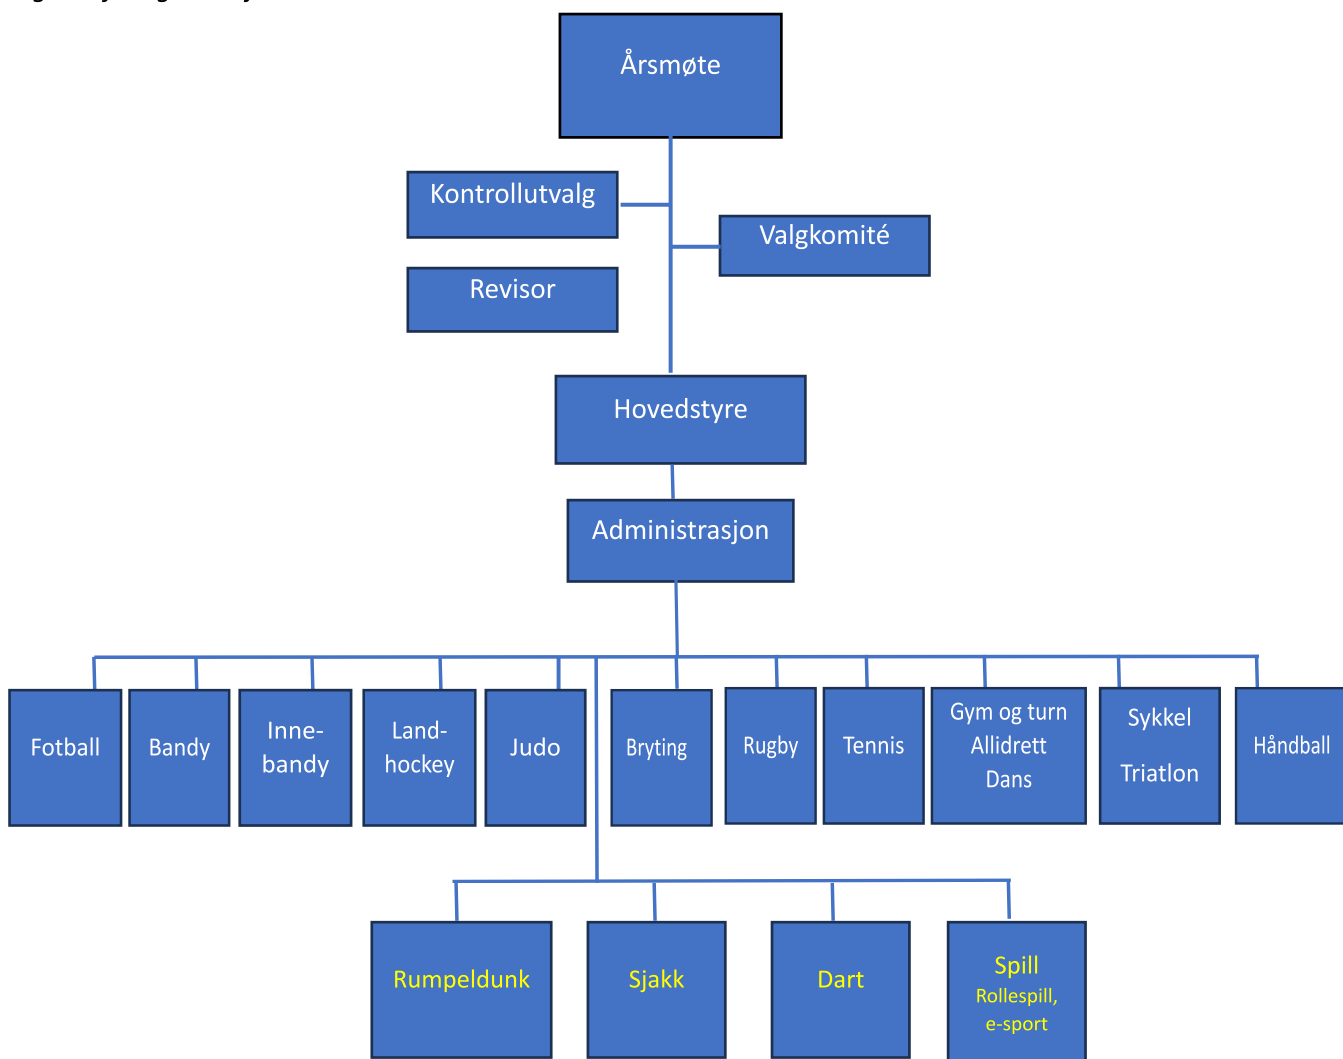 Årsmøte
Kontrollutvalg
Valgkomité
Revisor
Hovedstyre
Administrasjon
Fotball
Bandy
Inne-
bandy
Land-
hockey
Judo
Bryting
Rugby
Tennis
Gym og turn
Allidrett
Dans
Sykkel
Triatlon
Håndball
Rumpeldunk
Sjakk
Dart
Spill
Rollespill,
e-sport